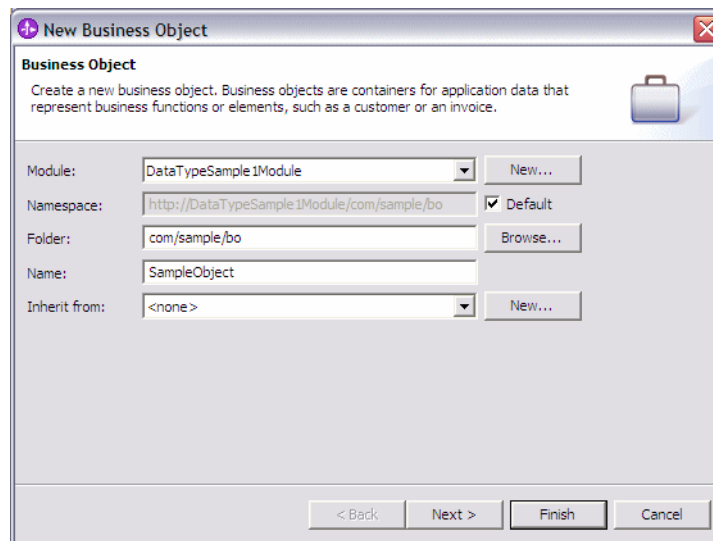 New Business Object
Business Object
Create a new business object. Business objects are containers for application data that
represent business functions or elements, such as a customer or an invoice.
Module: DataTypeSample1Module New...
Namespace: http://DataTypeSample1Module/com/sample/bo Default
Folder: com/sample/bo Browse...
Name: SampleObject
Inherit from: <none> New...
< Back Next > Finish Cancel